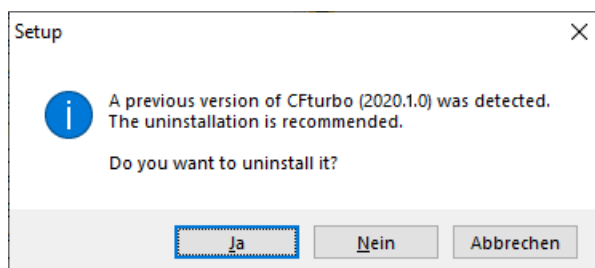 Setup
A previous version of CFturbo (2020.1.0) was detected.
The uninstallation is recommended.
Do you want to uninstall it?
Ja
Nein
Abbrechen